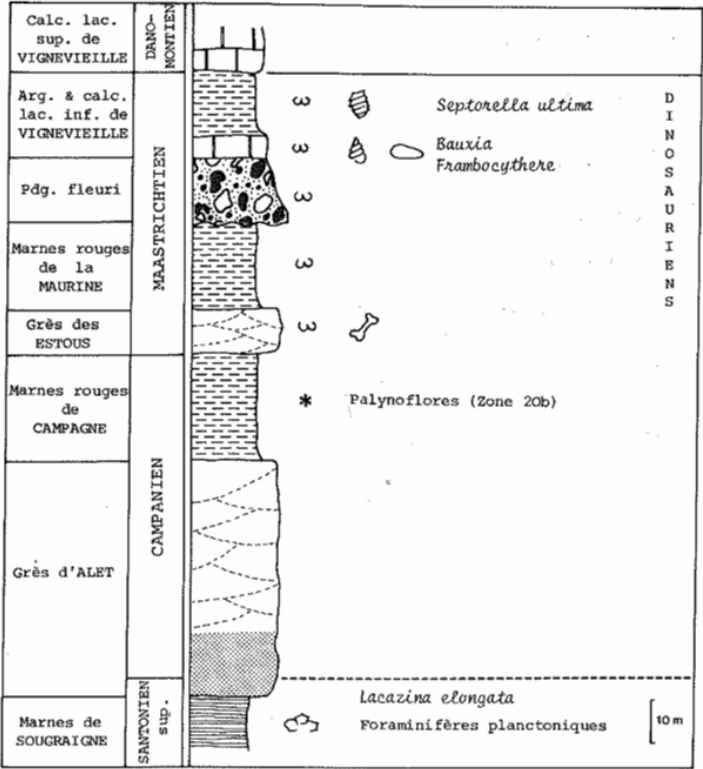 Calc. lac.
sup. de
VIGNEVIEILLE
DANO-
MONTIEN
Arg. & calc.
lac. inf. de
VIGNEVIEILLE
Septorella ultima
Bauxia
Frambocythere
DINOSAURIENS
Pdg. fleuri
MAASTRICHTIEN
Marnes rouges
de la
MAURINE
Grès des
ESTOUS
Marnes rouges
de
CAMPAGNE
* Palynoflores (Zone 20b)
CAMPANIEN
Grès d'ALET
SANTONIEN
sup.
Marnes de
SOUGRAIGNE
Lacazina elongata
Foraminifères planctoniques
10 m